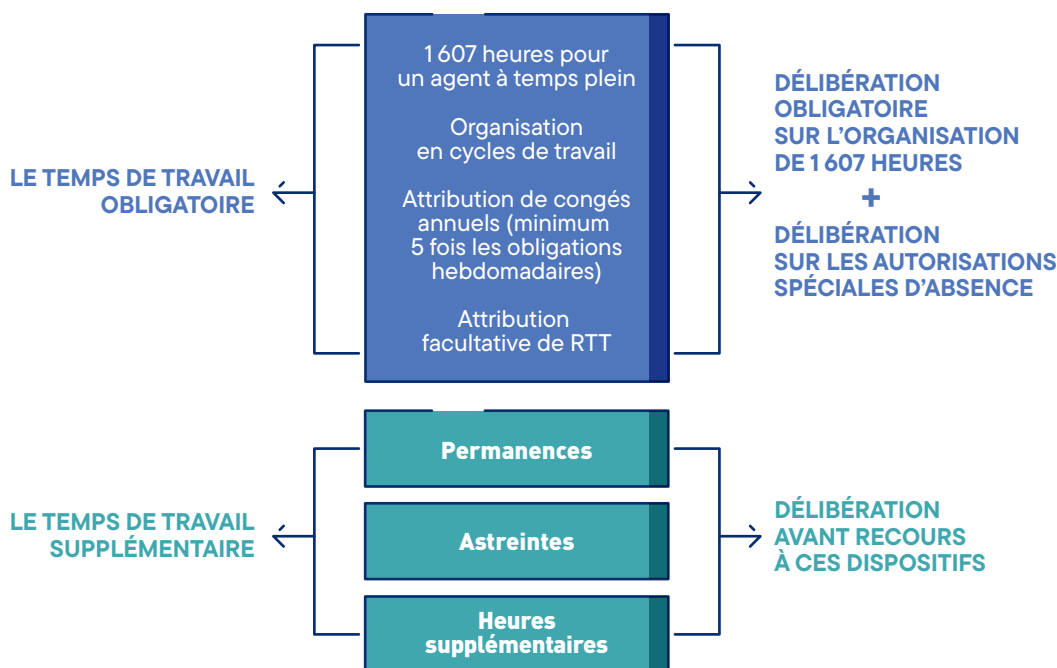 LE TEMPS DE TRAVAIL
OBLIGATOIRE
1 607 heures pour
un agent à temps plein
Organisation
en cycles de travail
Attribution de congés
annuels (minimum
5 fois les obligations
hebdomadaires)
Attribution
facultative de RTT
DÉLIBÉRATION
OBLIGATOIRE
SUR L'ORGANISATION
DE 1 607 HEURES
+
DÉLIBÉRATION
SUR LES AUTORISATIONS
SPÉCIALES D'ABSENCE
LE TEMPS DE TRAVAIL
SUPPLÉMENTAIRE
Permanences
Astreintes
Heures
supplémentaires
DÉLIBÉRATION
AVANT RECOURS
À CES DISPOSITIFS